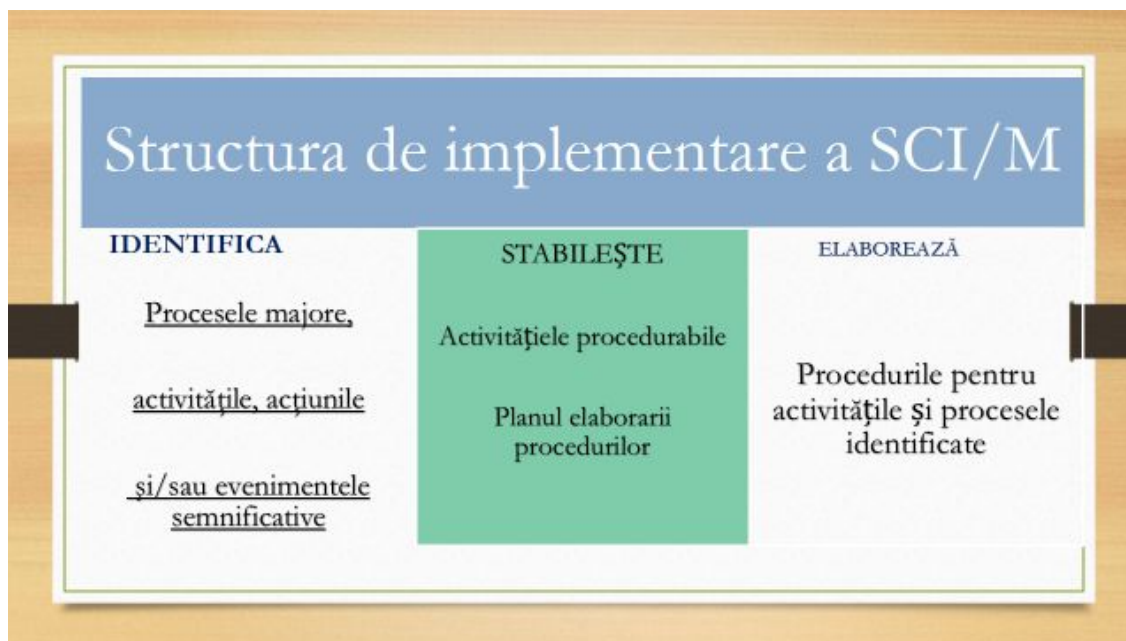 Structura de implementare a SCI/M
IDENTIFICA
Procesele majore,
activităţile, acţiunile
şi/sau evenimentele
semnificative
STABILEŞTE
Activităţiele procedurabile
Planul elaborarii
procedurilor
ELABOREAZĂ
Procedurile pentru
activităţile şi procesele
identificate